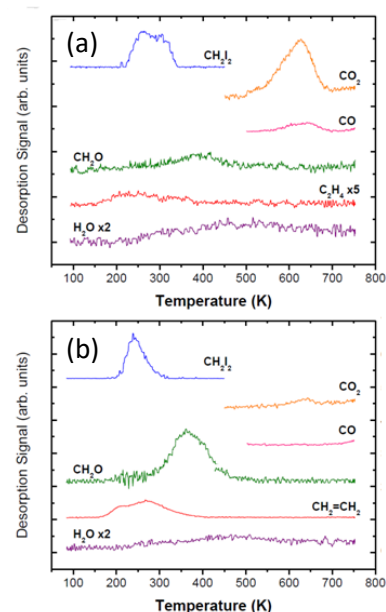 (a)
CH₂I₂
CO₂
CO
CH₂O
C₂H₄ x5
H₂O x2
Desorption Signal (arb. units)
100 200 300 400 500 600 700 800
Temperature (K)
(b)
CH₂I₂
CO₂
CO
CH₂O
CH₂=CH₂
H₂O x2
Desorption Signal (arb. units)
100 200 300 400 500 600 700 800
Temperature (K)